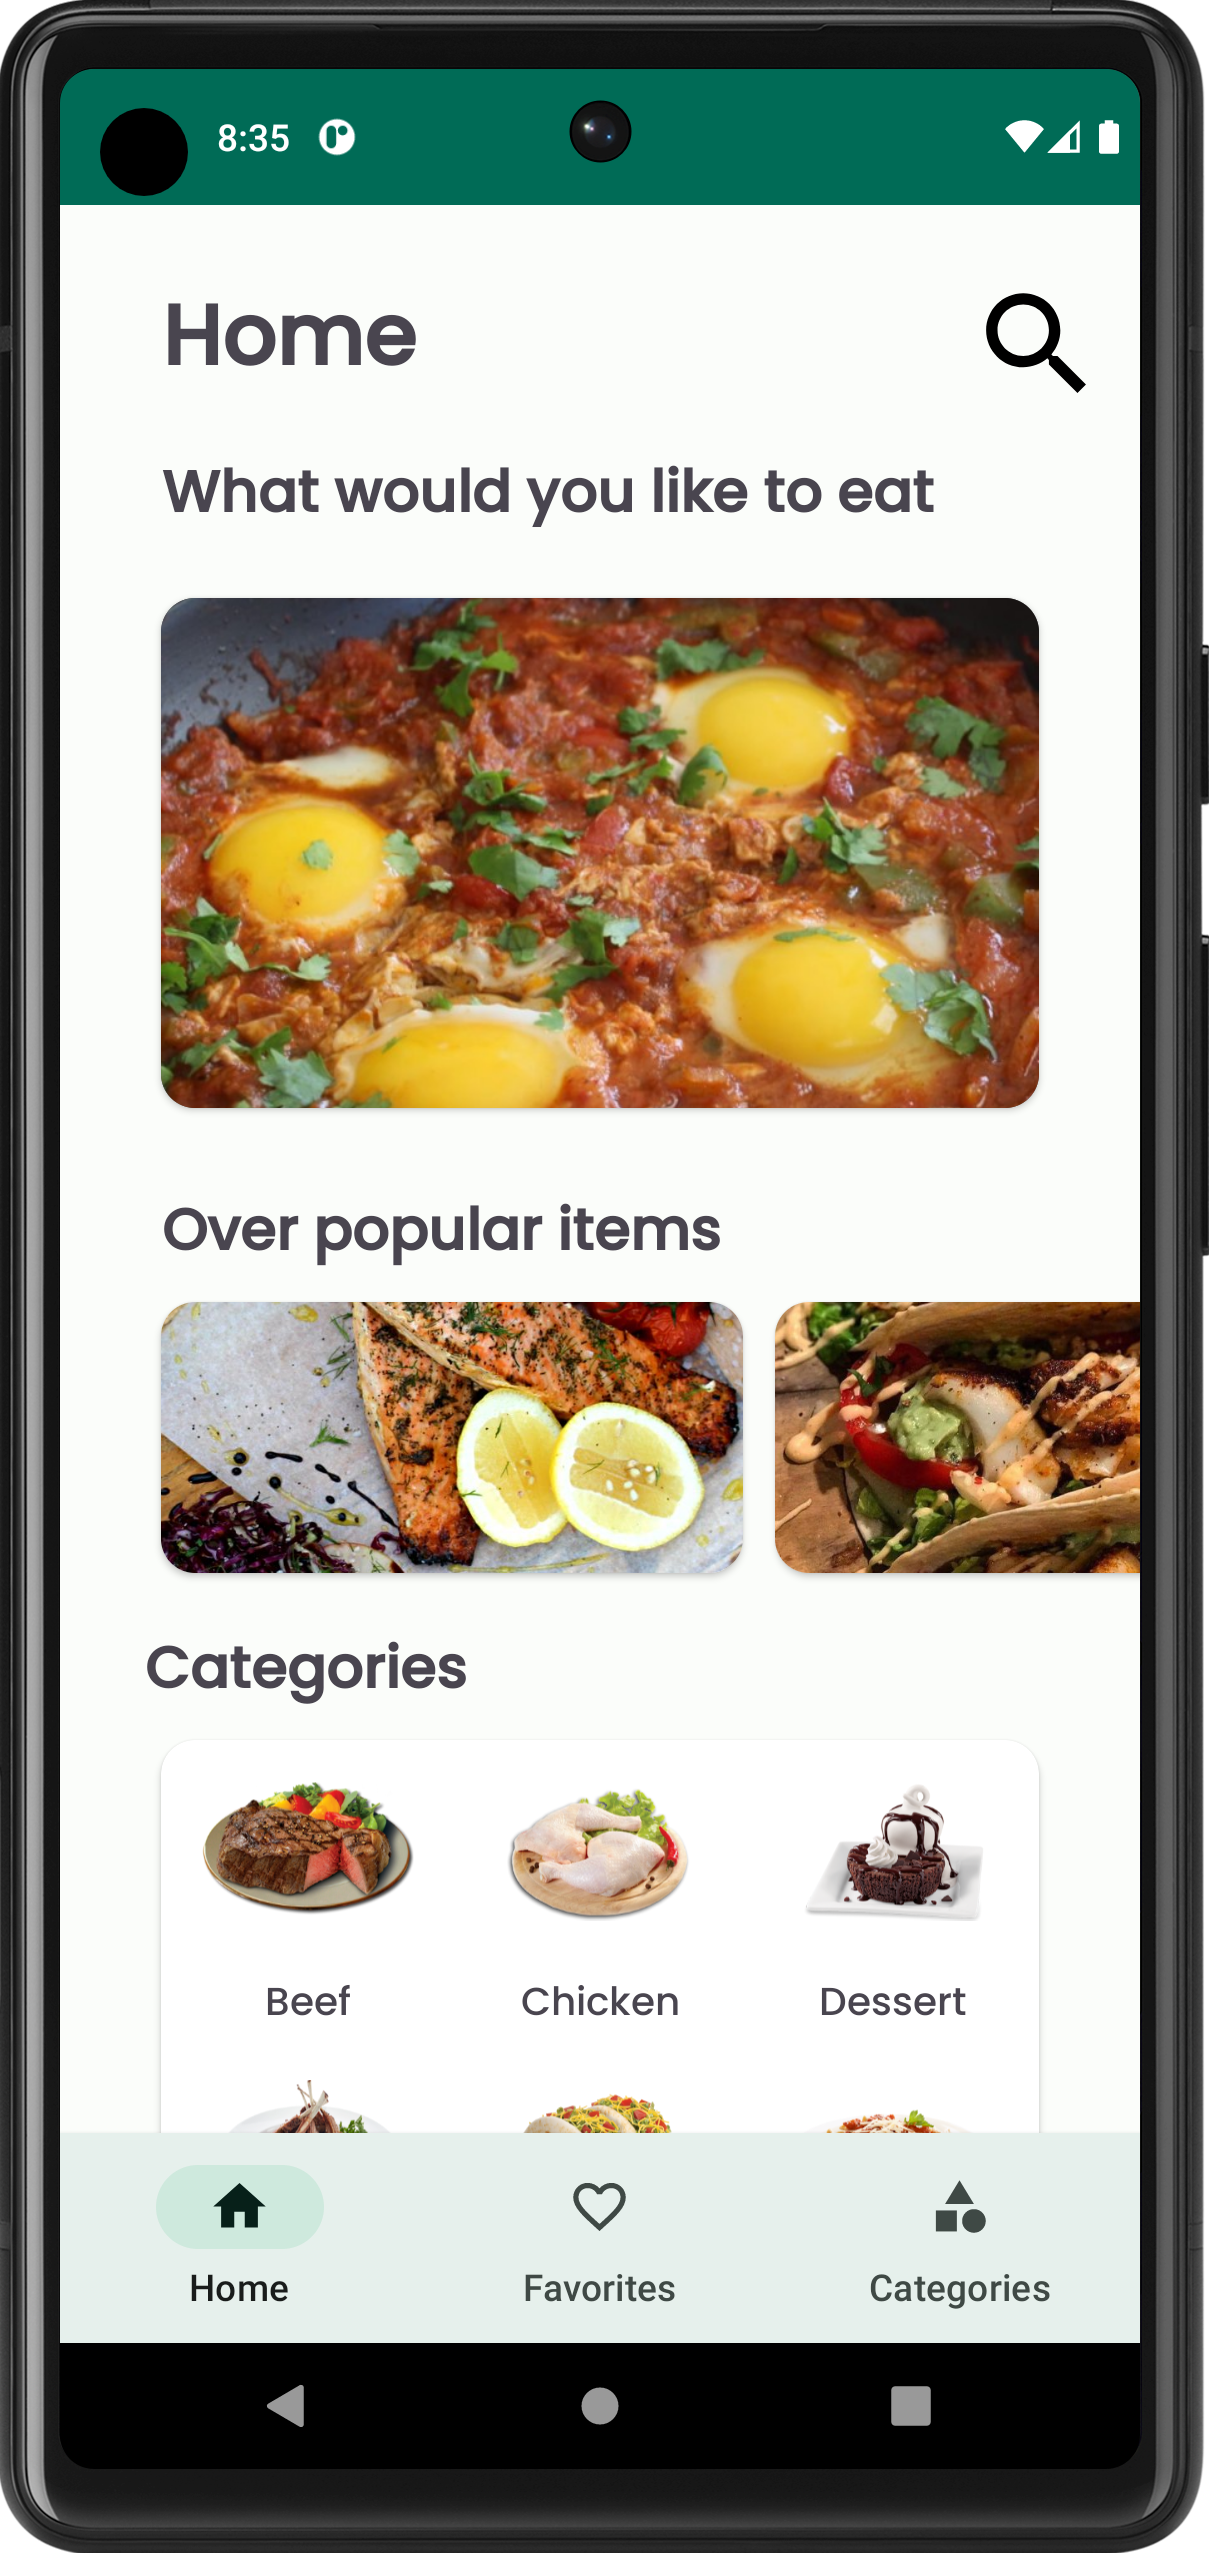 8:35
Home
What would you like to eat
Over popular items
Categories
Beef Chicken Dessert
Home Favorites Categories